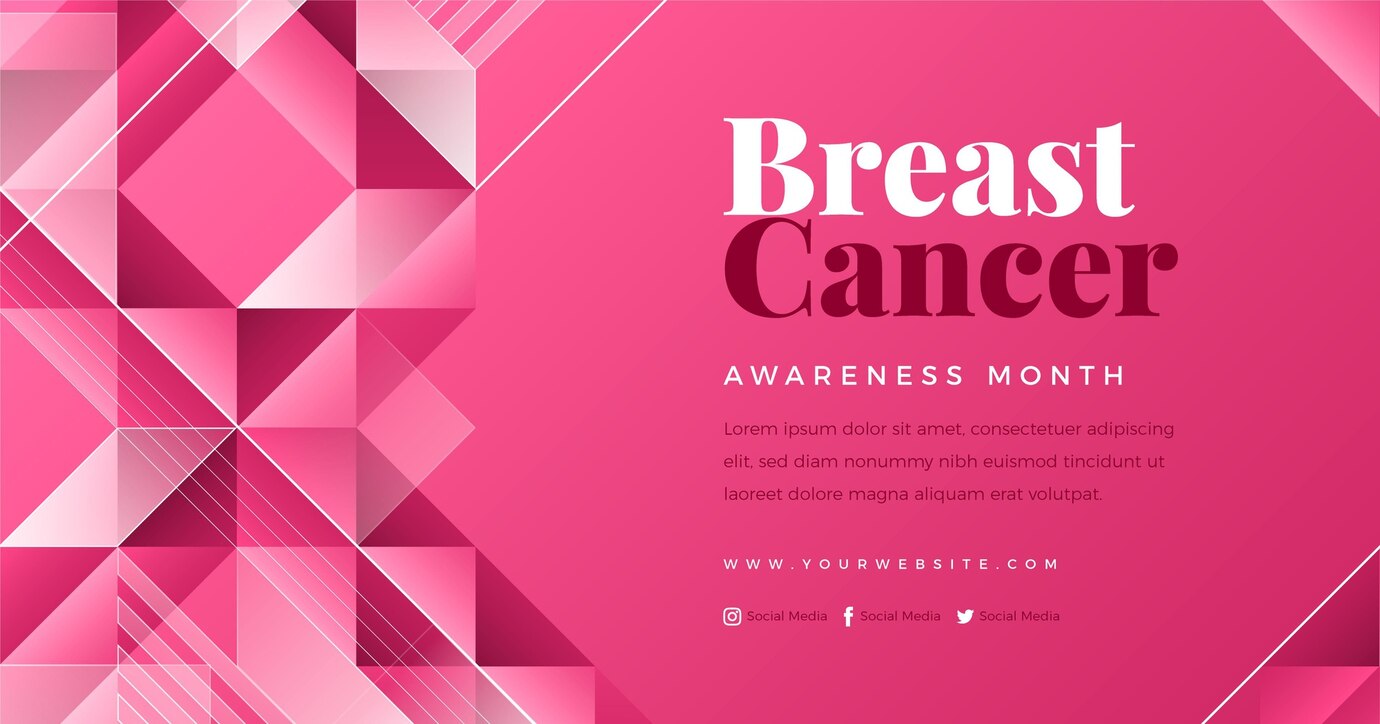 Breast
Cancer
AWARENESS MONTH
Lorem ipsum dolor sit amet, consectetuer adipiscing
elit, sed diam nonummy nibh euismod tincidunt ut
laoreet dolore magna aliquam erat volutpat.
WWW.YOURWEBSITE.COM
Social Media Social Media Social Media